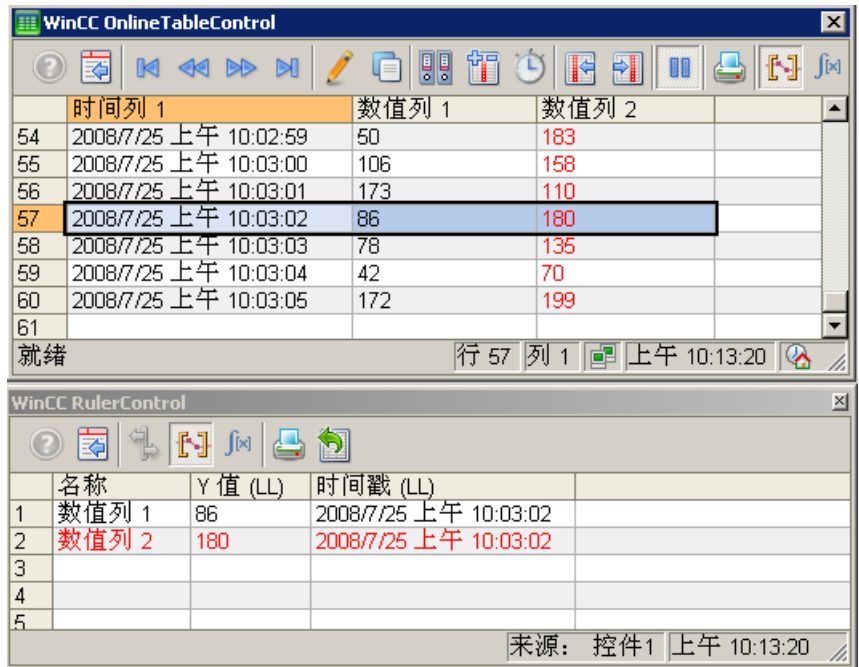 WinCC OnlineTableControl
时间列 1 数值列 1 数值列 2
54 2008/7/25 上午 10:02:59 50 183
55 2008/7/25 上午 10:03:00 106 158
56 2008/7/25 上午 10:03:01 173 110
57 2008/7/25 上午 10:03:02 86 180
58 2008/7/25 上午 10:03:03 78 135
59 2008/7/25 上午 10:03:04 42 70
60 2008/7/25 上午 10:03:05 172 199
61
就绪 行 57 列 1 上午 10:13:20
WinCC RulerControl
名称 Y 值 (LL) 时间戳 (LL)
1 数值列 1 86 2008/7/25 上午 10:03:02
2 数值列 2 180 2008/7/25 上午 10:03:02
3
4
5
来源： 控件1 上午 10:13:20